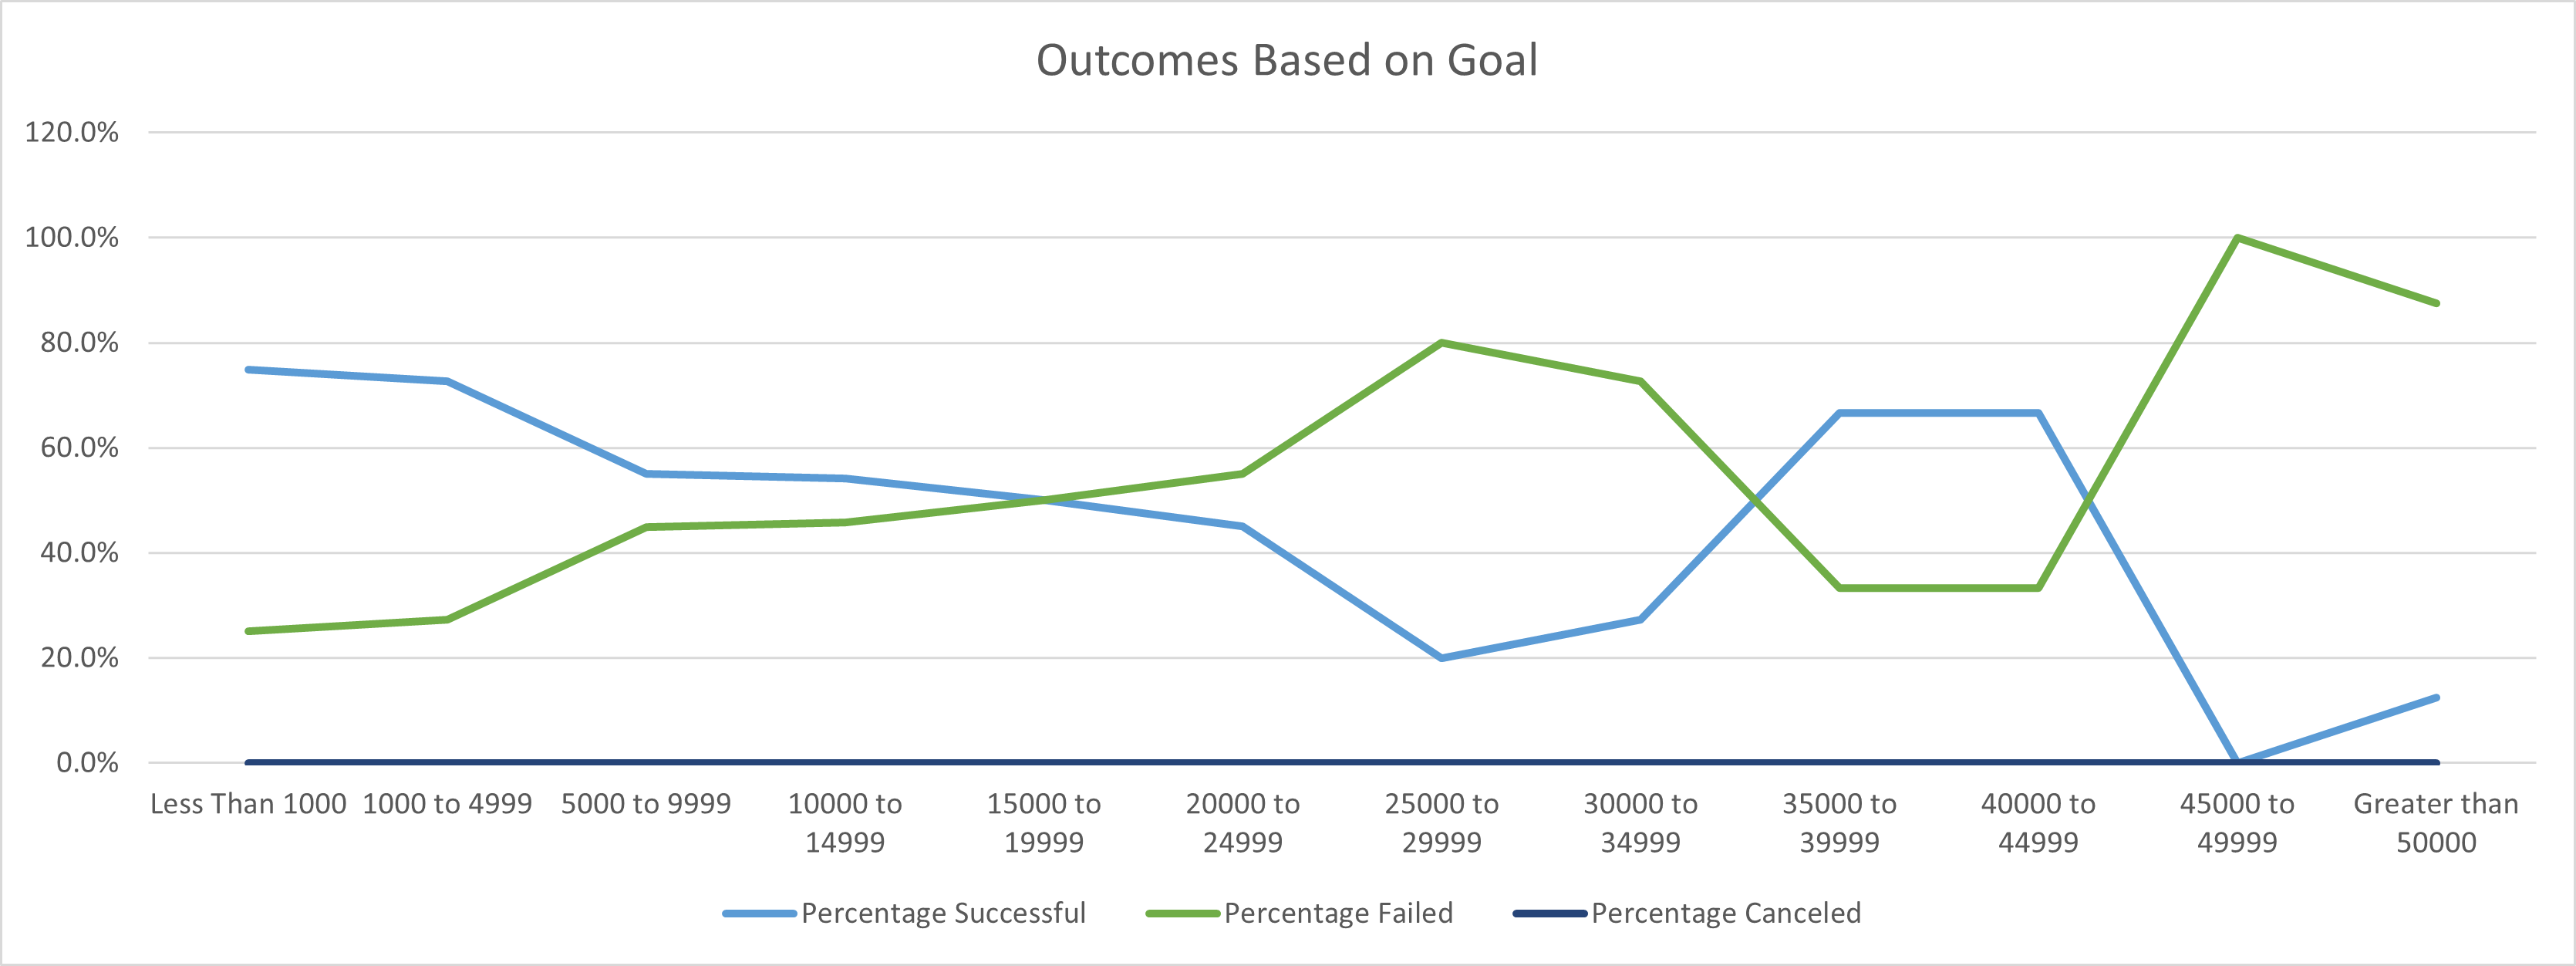 Outcomes Based on Goal
120.0%
100.0%
80.0%
60.0%
40.0%
20.0%
0.0%
Less Than 1000 1000 to 4999 5000 to 9999 10000 to 15000 to 20000 to 25000 to 30000 to 35000 to 40000 to 45000 to Greater than
14999 19999 24999 29999 34999 39999 44999 49999 50000
Percentage Successful Percentage Failed Percentage Canceled